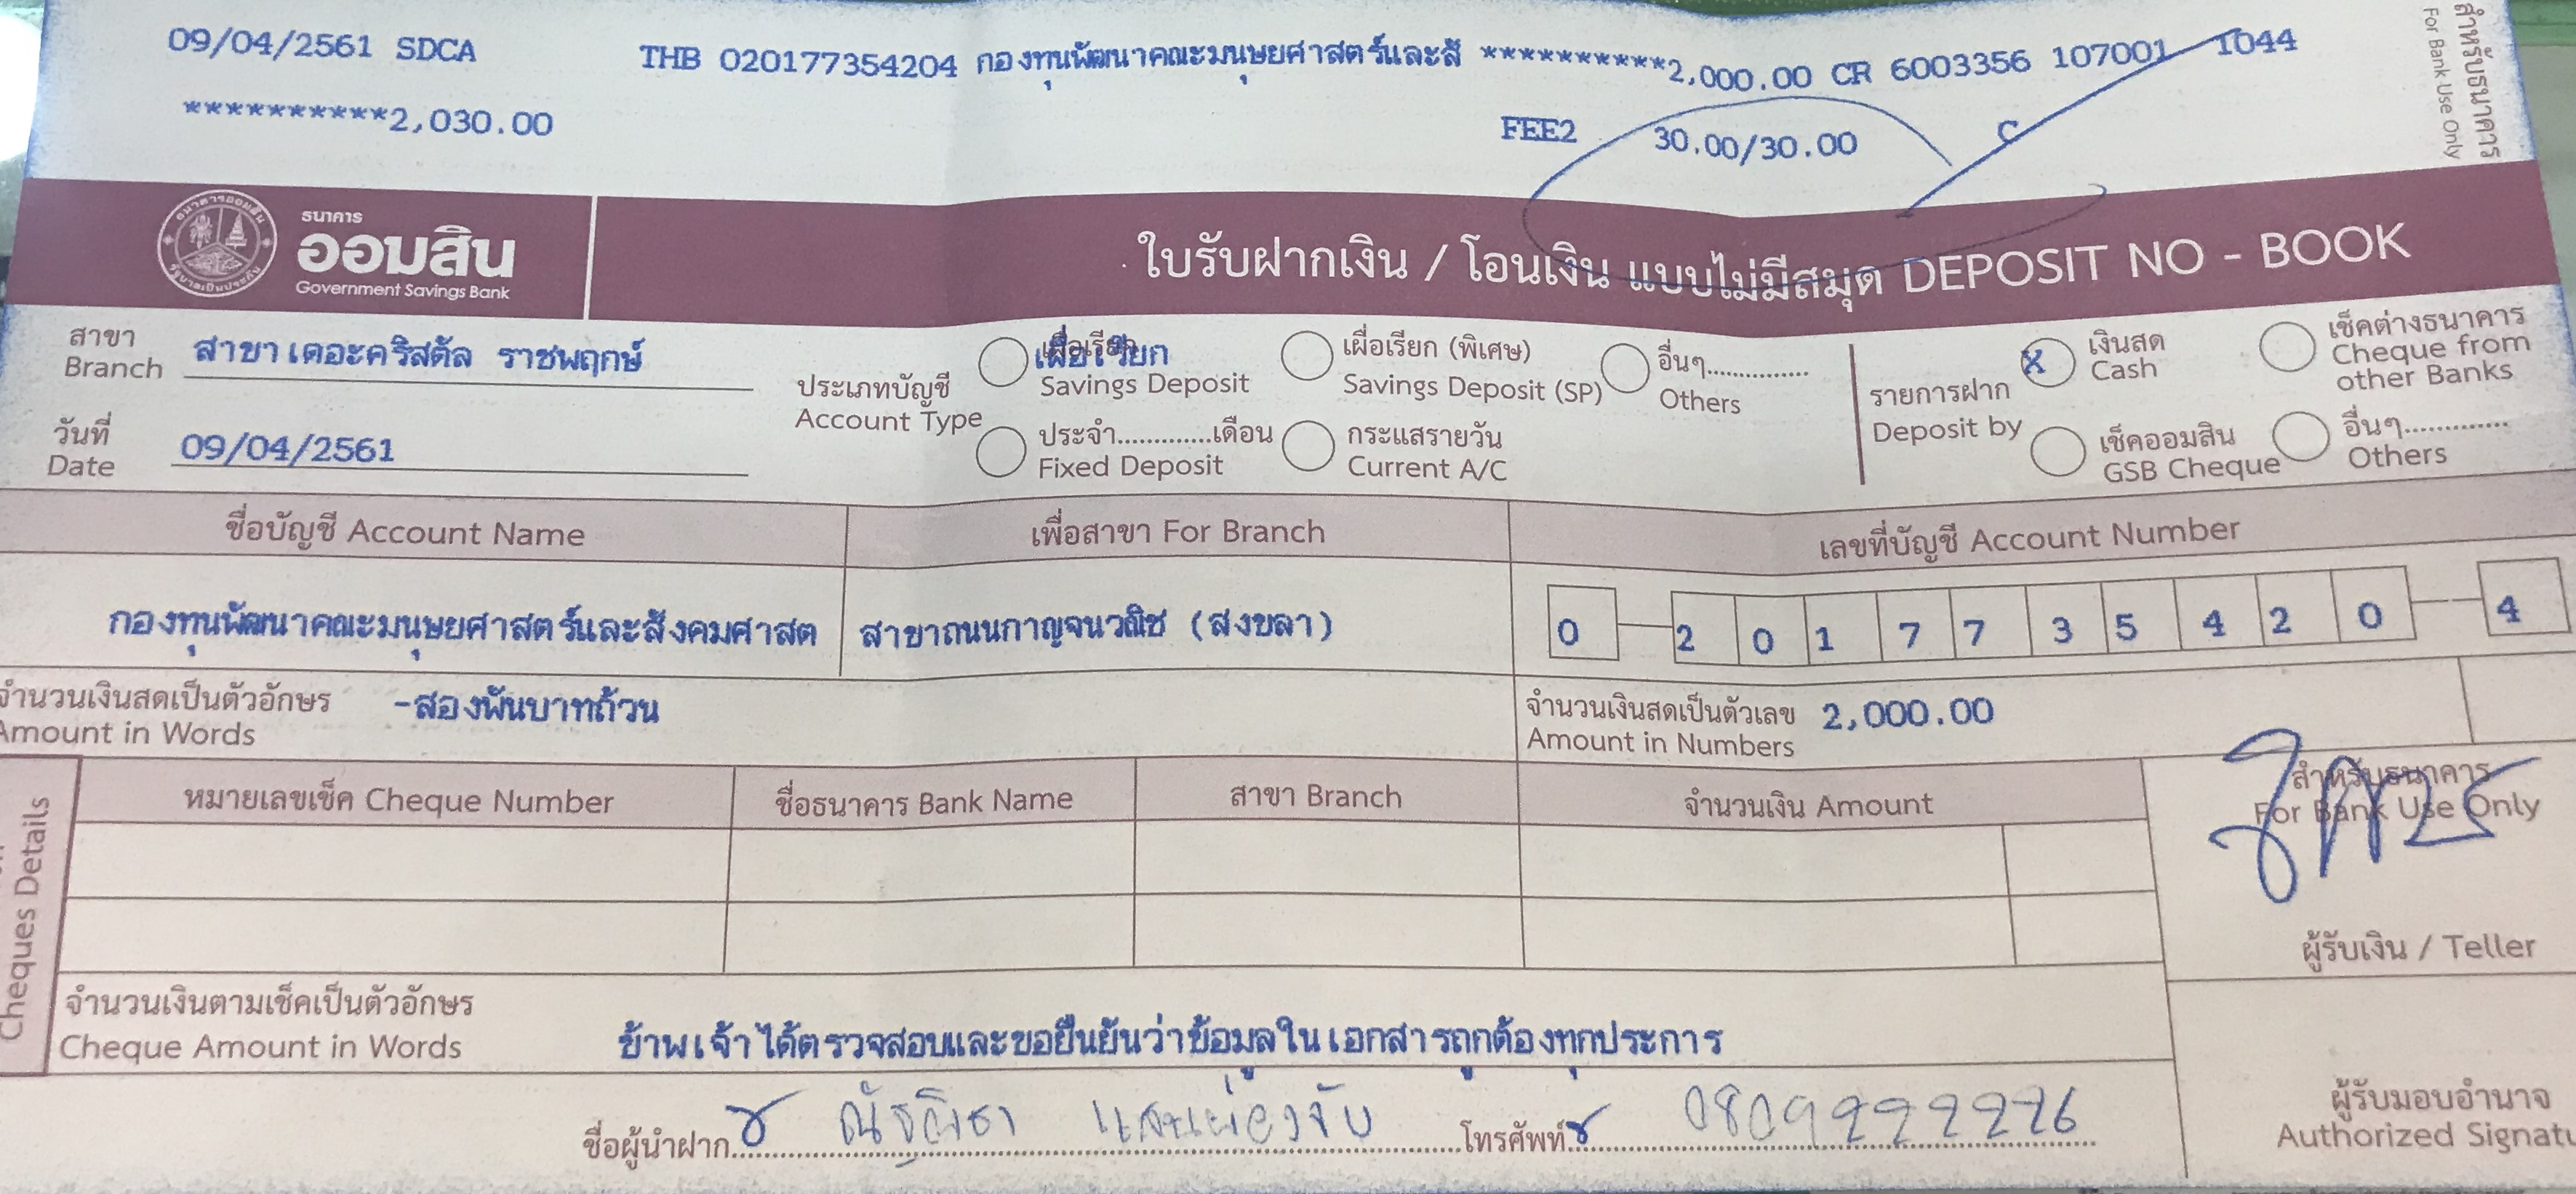 09/04/2561 SDCA THB 020177354204 กองทุนพัฒนาคณะมนุษยศาสตร์และสั **********2,000.00 CR 6003356 107001 1044
**********2,030.00 FEE2 30.00/30.00 C
สำหรับธนาคาร
For Bank Use Only
ธนาคาร
ออมสิน
Government Savings Bank
ใบรับฝากเงิน / โอนเงิน แบบไม่มีสมุด DEPOSIT NO - BOOK
สาขา
Branch สาขาเดอะคริสตัล ราชพฤกษ์
วันที่
Date 09/04/2561
ประเภทบัญชี
Account Type
เผื่อเรียก
เผื่อเรียก
Savings Deposit
เผื่อเรียก (พิเศษ)
Savings Deposit (SP)
อื่นๆ...............
Others
ประจำ.............เดือน
Fixed Deposit
กระแสรายวัน
Current A/C
รายการฝาก
Deposit by
X เงินสด
Cash
เช็คต่างธนาคาร
Cheque from
other Banks
เช็คออมสิน
GSB Cheque
อื่นๆ...............
Others
ชื่อบัญชี Account Name เพื่อสาขา For Branch เลขที่บัญชี Account Number
กองทุนพัฒนาคณะมนุษยศาสตร์และสังคมศาสต สาขาถนนกาญจนวณิช (สงขลา) 0 2 0 1 7 7 3 5 4 2 0 4
จำนวนเงินสดเป็นตัวอักษร -สองพันบาทถ้วน
Amount in Words
จำนวนเงินสดเป็นตัวเลข 2,000.00
Amount in Numbers
Cheques Details
หมายเลขเช็ค Cheque Number ชื่อธนาคาร Bank Name สาขา Branch จำนวนเงิน Amount
สำหรับธนาคาร
For Bank Use Only
ผู้รับเงิน / Teller
จำนวนเงินตามเช็คเป็นตัวอักษร
Cheque Amount in Words
ข้าพเจ้าได้ตรวจสอบและขอยืนยันว่าข้อมูลในเอกสารถูกต้องทุกประการ
ชื่อผู้นำฝาก โทรศัพท์
ผู้รับมอบอำนาจ
Authorized Signatu